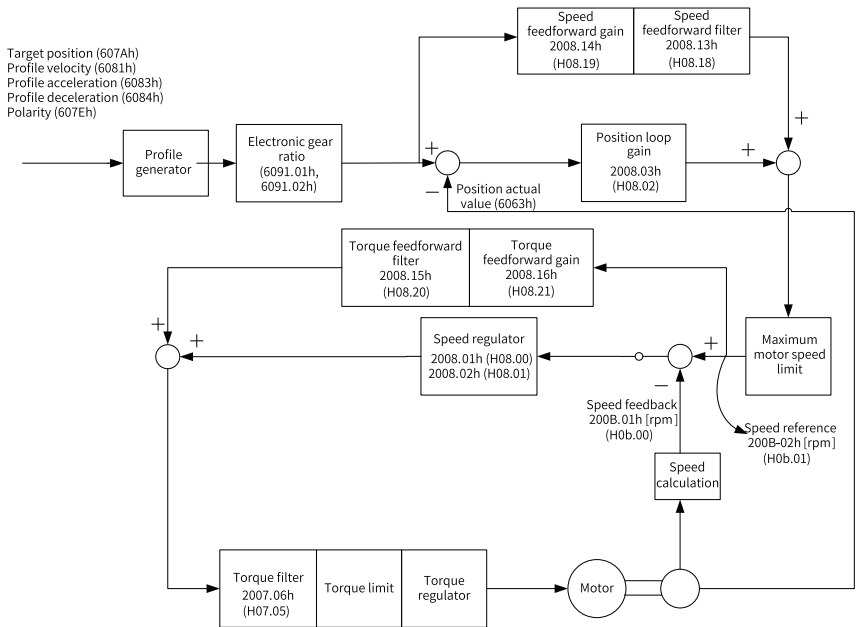 Target position (607Ah)
Profile velocity (6081h)
Profile acceleration (6083h)
Profile deceleration (6084h)
Polarity (607Eh)
Profile
generator
Electronic gear
ratio
(6091.01h,
6091.02h)
Speed
feedforward gain
2008.14h
(H08.19)
Speed
feedforward filter
2008.13h
(H08.18)
+
+
−
Position actual
value (6063h)
Position loop
gain
2008.03h
(H08.02)
+
Torque feedforward
filter
2008.15h
(H08.20)
Torque
feedforward gain
2008.16h
(H08.21)
+
+
Speed regulator
2008.01h (H08.00)
2008.02h (H08.01)
+
−
Maximum
motor speed
limit
Speed feedback
200B.01h [rpm]
(H0b.00)
Speed reference
200B-02h [rpm]
(H0b.01)
Speed
calculation
Torque filter
2007.06h
(H07.05)
Torque limit
Torque
regulator
Motor